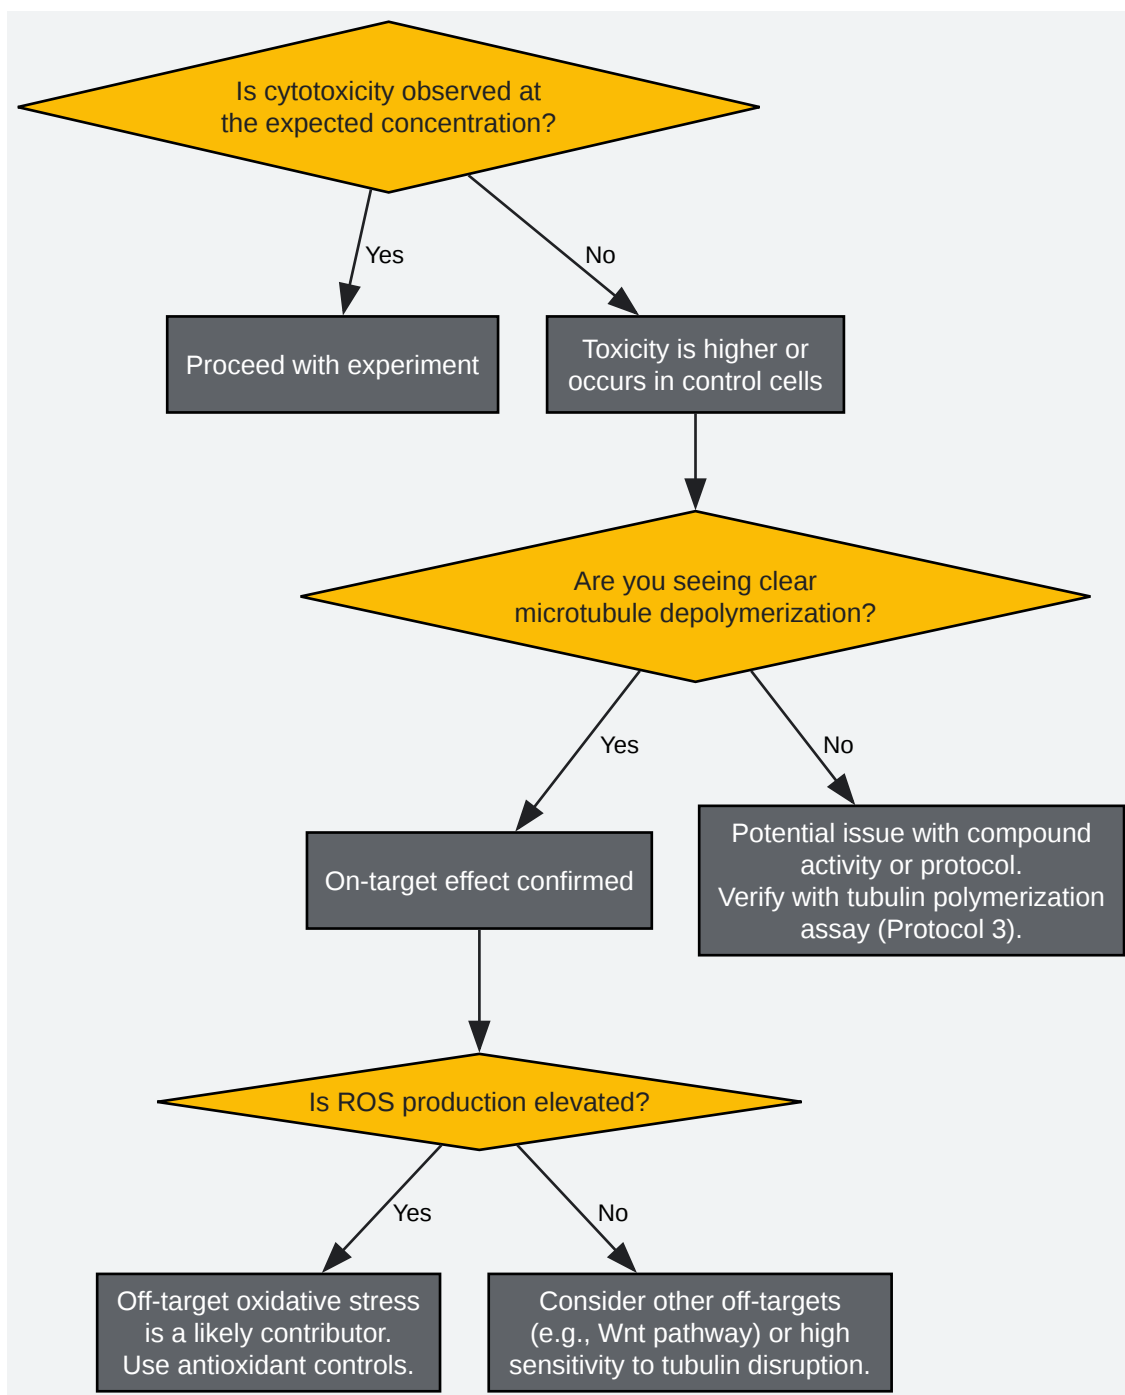 Is cytotoxicity observed at
the expected concentration?
Yes
No
Proceed with experiment
Toxicity is higher or
occurs in control cells
Are you seeing clear
microtubule depolymerization?
Yes
No
On-target effect confirmed
Potential issue with compound
activity or protocol.
Verify with tubulin polymerization
assay (Protocol 3).
Is ROS production elevated?
Yes
No
Off-target oxidative stress
is a likely contributor.
Use antioxidant controls.
Consider other off-targets
(e.g., Wnt pathway) or high
sensitivity to tubulin disruption.